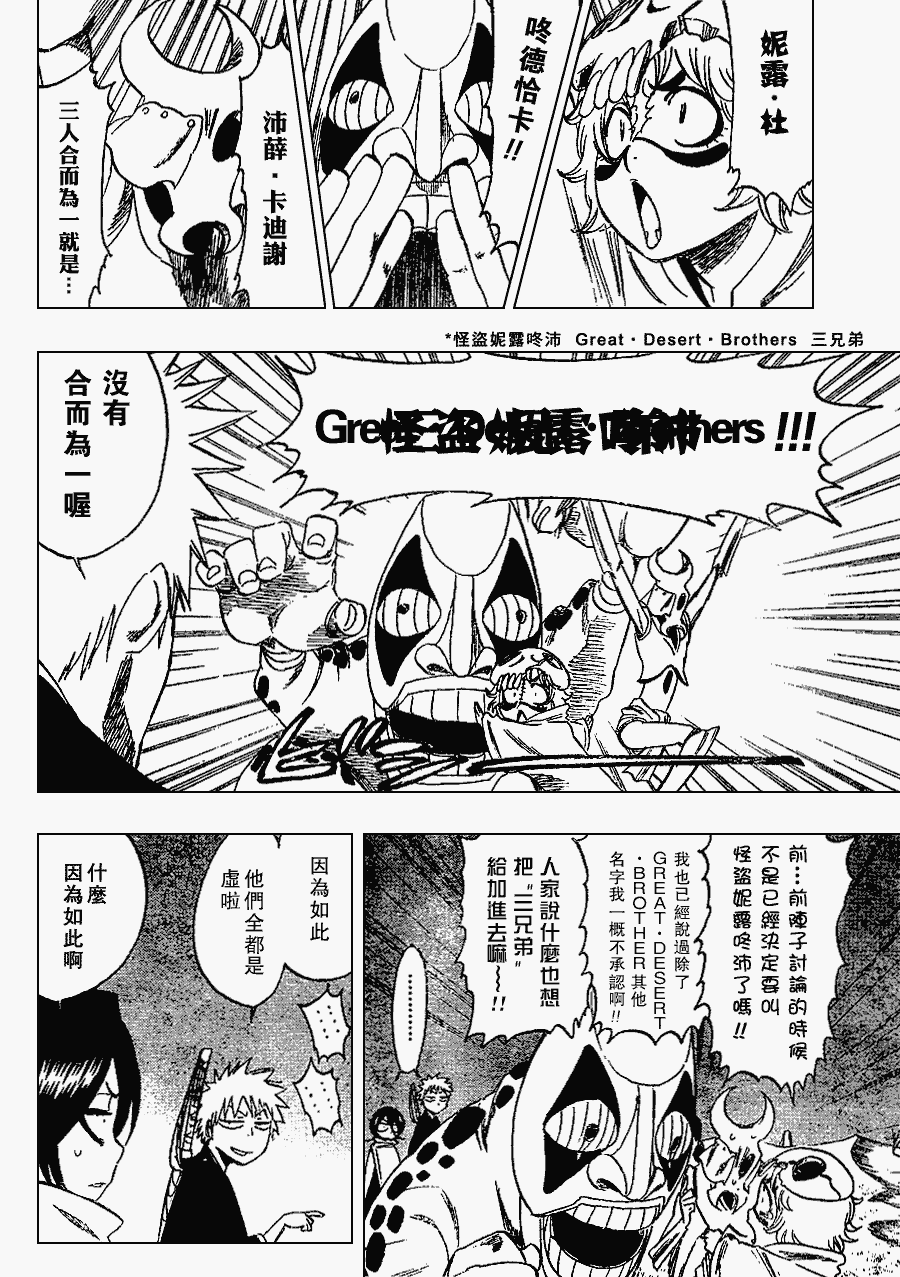 妮露·杜
咚德恰卡!!
沛薛·卡迪謝
三人合而為一就是…
*怪盜妮露咚沛 Great·Desert·Brothers 三兄弟
!!!
沒有
合而為一喔
前…前陣子討論的時候
不是已經決定要叫
怪盜妮露咚沛了嗎!!
我也已經說過除了
GREAT·DESERT
·BROTHER其他
名字我一概不承認啊!!
人家說什麼也想
把“三兄弟”
給加進去嘛~!!
…………
因為如此
他們全都是
虛啦
……
……
什麼
因為如此啊